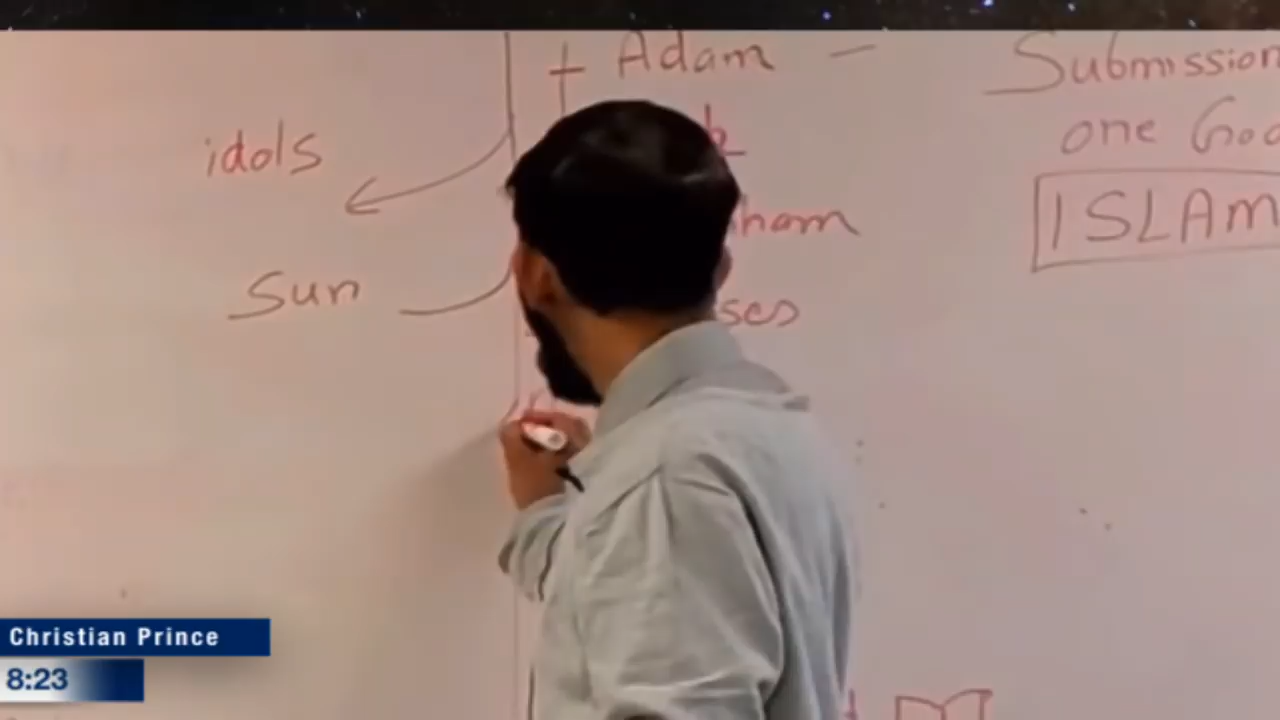 Adam — Submission
one God
idols
ISLAM
Sun
Christian Prince
8:23